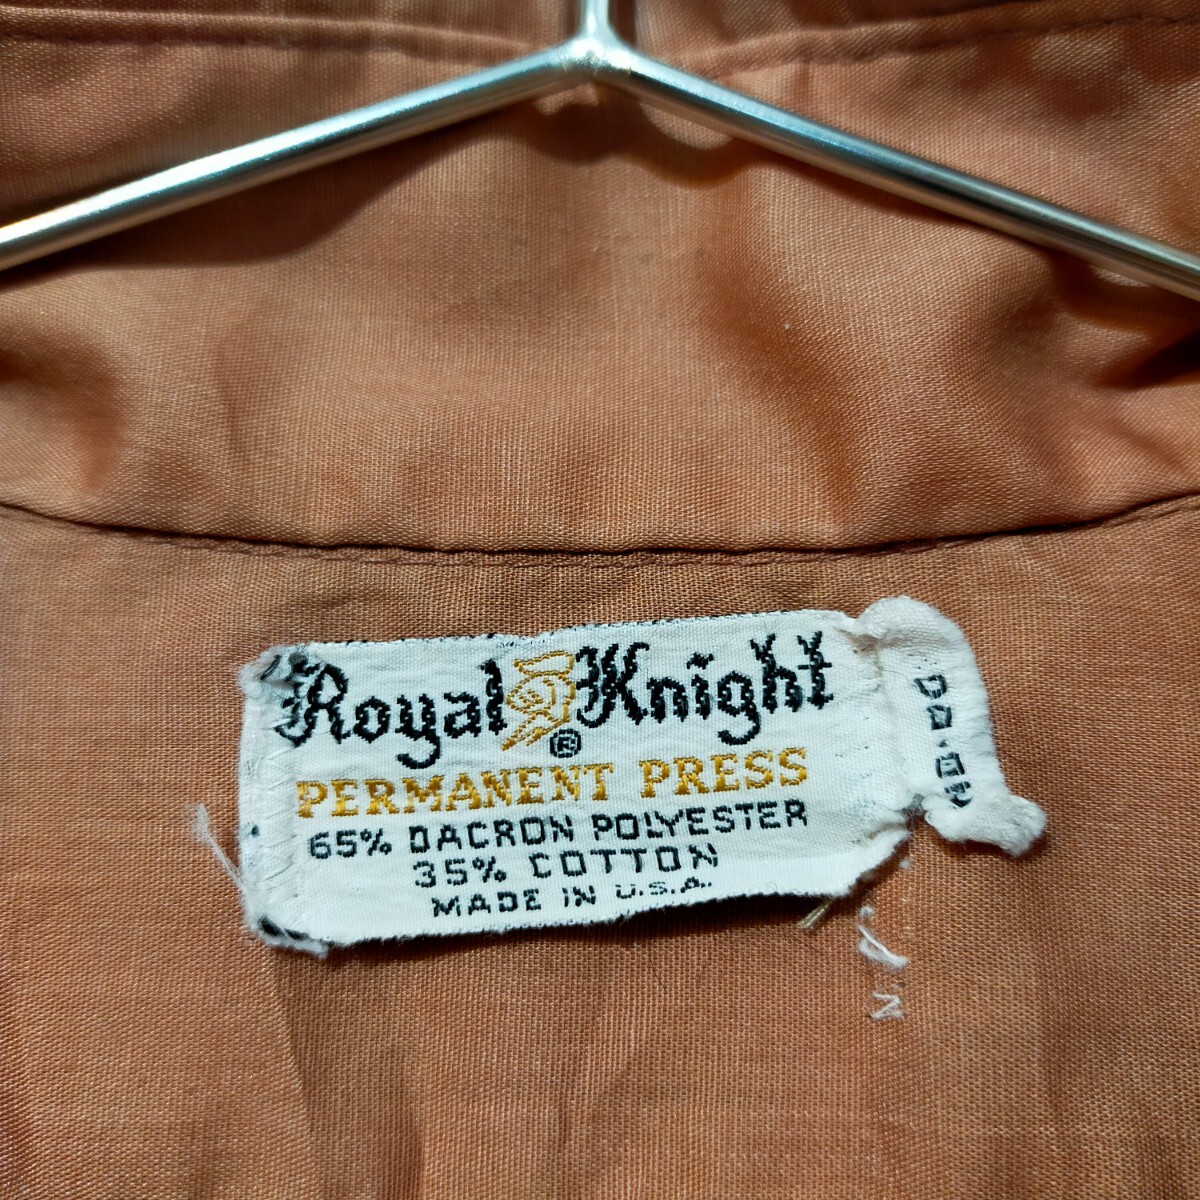 Royal Knight
®
PERMANENT PRESS
65% DACRON POLYESTER
35% COTTON
MADE IN U.S.A.